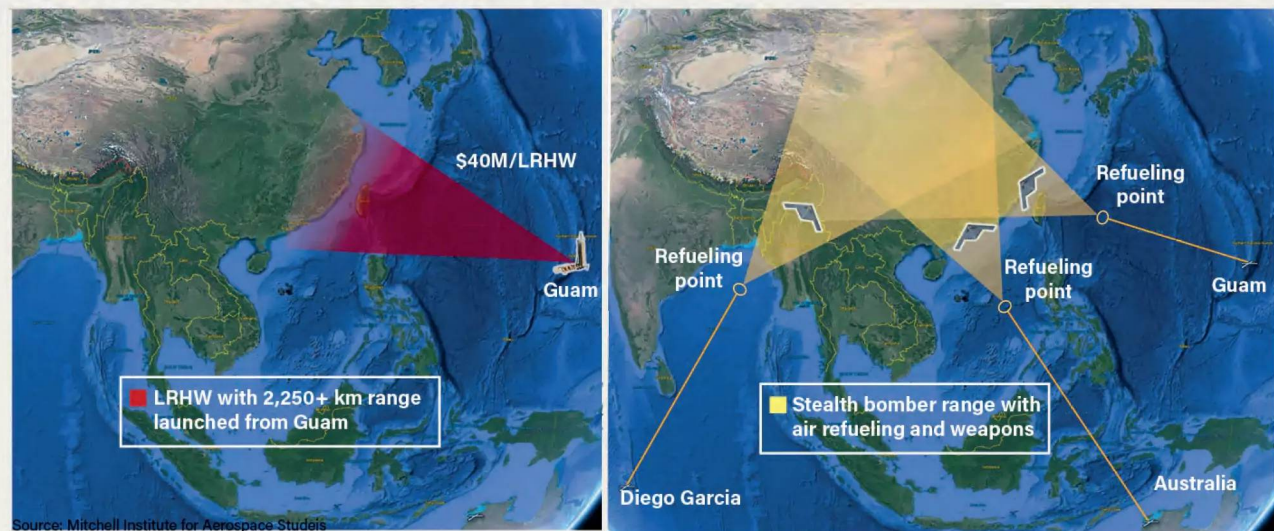 $40M/LRHW
Guam
LRHW with 2,250+ km range
launched from Guam
Source: Mitchell Institute for Aerospace Studeis
Refueling
point
Refueling
point
Refueling
point
Guam
Stealth bomber range with
air refueling and weapons
Diego Garcia
Australia